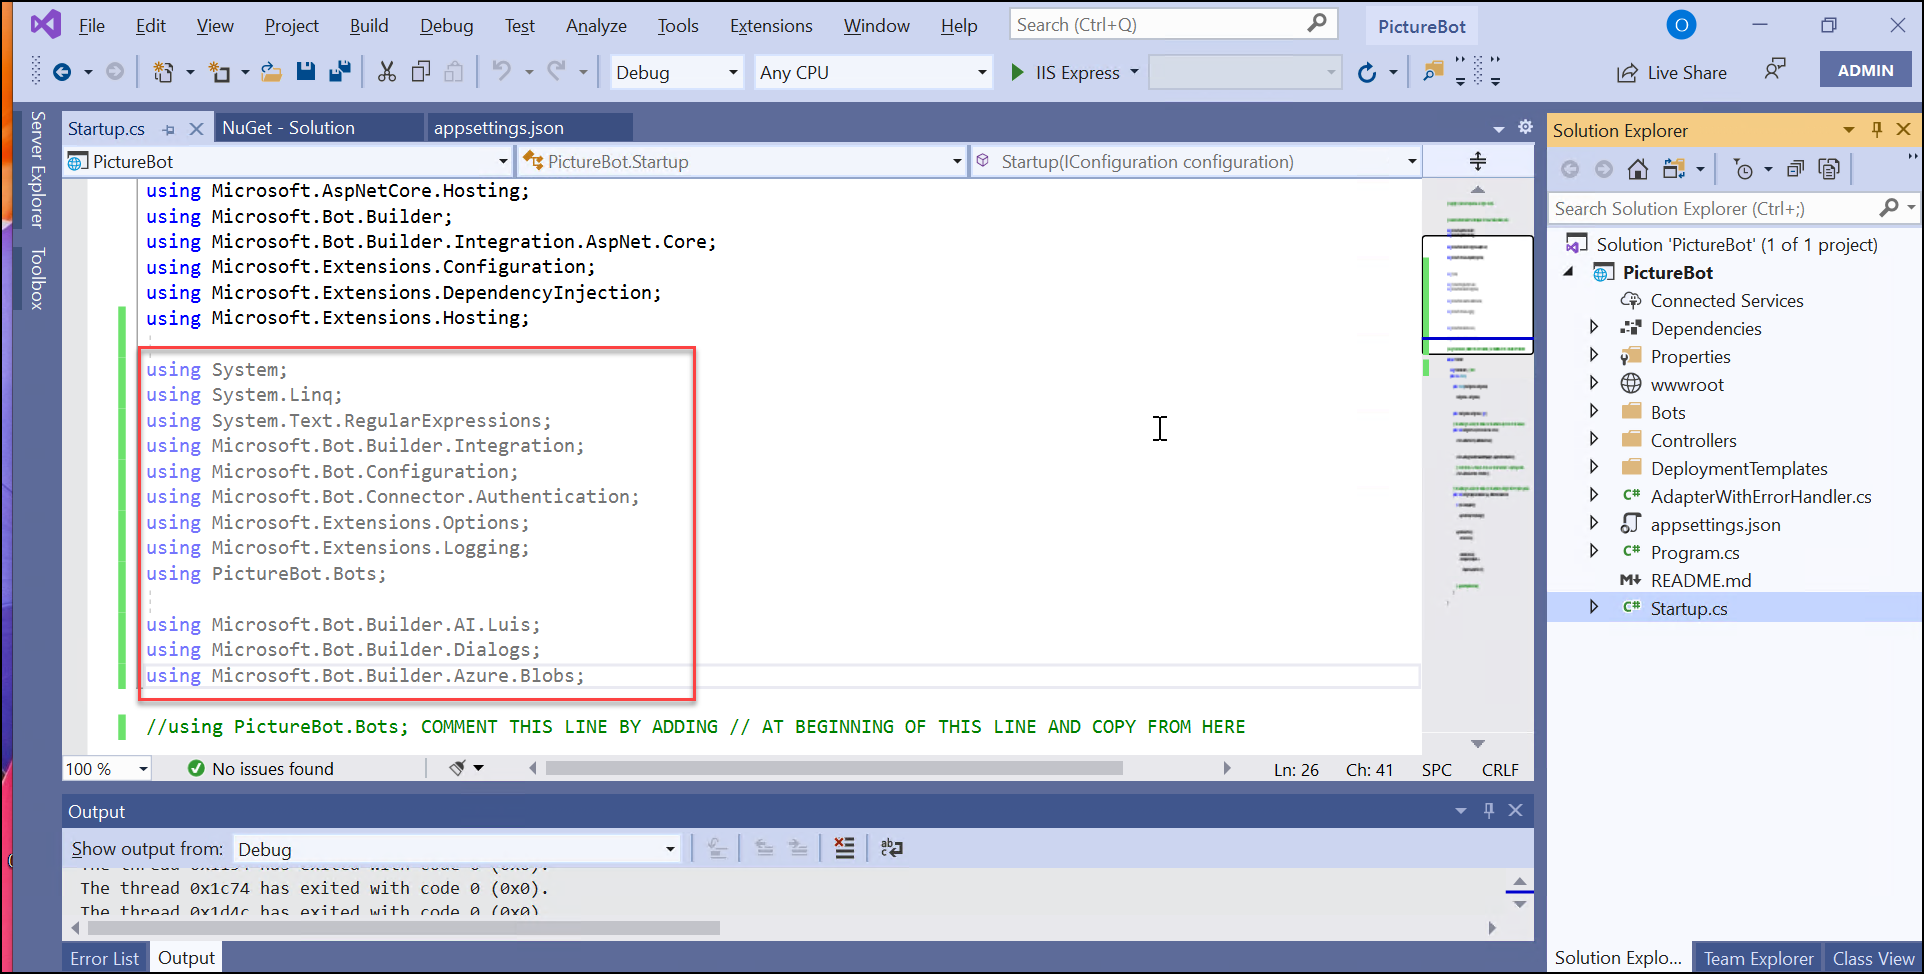 File Edit View Project Build Debug Test Analyze Tools Extensions Window Help Search (Ctrl+Q) PictureBot O
Debug Any CPU IIS Express Live Share ADMIN
Server Explorer
Toolbox
Startup.cs NuGet - Solution appsettings.json
PictureBot PictureBot.Startup Startup(IConfiguration configuration)
using Microsoft.AspNetCore.Hosting;
using Microsoft.Bot.Builder;
using Microsoft.Bot.Builder.Integration.AspNet.Core;
using Microsoft.Extensions.Configuration;
using Microsoft.Extensions.DependencyInjection;
using Microsoft.Extensions.Hosting;
using System;
using System.Linq;
using System.Text.RegularExpressions;
using Microsoft.Bot.Builder.Integration;
using Microsoft.Bot.Configuration;
using Microsoft.Bot.Connector.Authentication;
using Microsoft.Extensions.Options;
using Microsoft.Extensions.Logging;
using PictureBot.Bots;
using Microsoft.Bot.Builder.AI.Luis;
using Microsoft.Bot.Builder.Dialogs;
using Microsoft.Bot.Builder.Azure.Blobs;
//using PictureBot.Bots; COMMENT THIS LINE BY ADDING // AT BEGINNING OF THIS LINE AND COPY FROM HERE
100 % No issues found Ln: 26 Ch: 41 SPC CRLF
Output
Show output from: Debug
The thread 0x1c74 has exited with code 0 (0x0).
The thread 0x1d4c has exited with code 0 (0x0)
Error List Output
Solution Explorer
Search Solution Explorer (Ctrl+;)
Solution 'PictureBot' (1 of 1 project)
PictureBot
Connected Services
Dependencies
Properties
wwwroot
Bots
Controllers
DeploymentTemplates
C# AdapterWithErrorHandler.cs
appsettings.json
C# Program.cs
M README.md
C# Startup.cs
Solution Explo... Team Explorer Class View